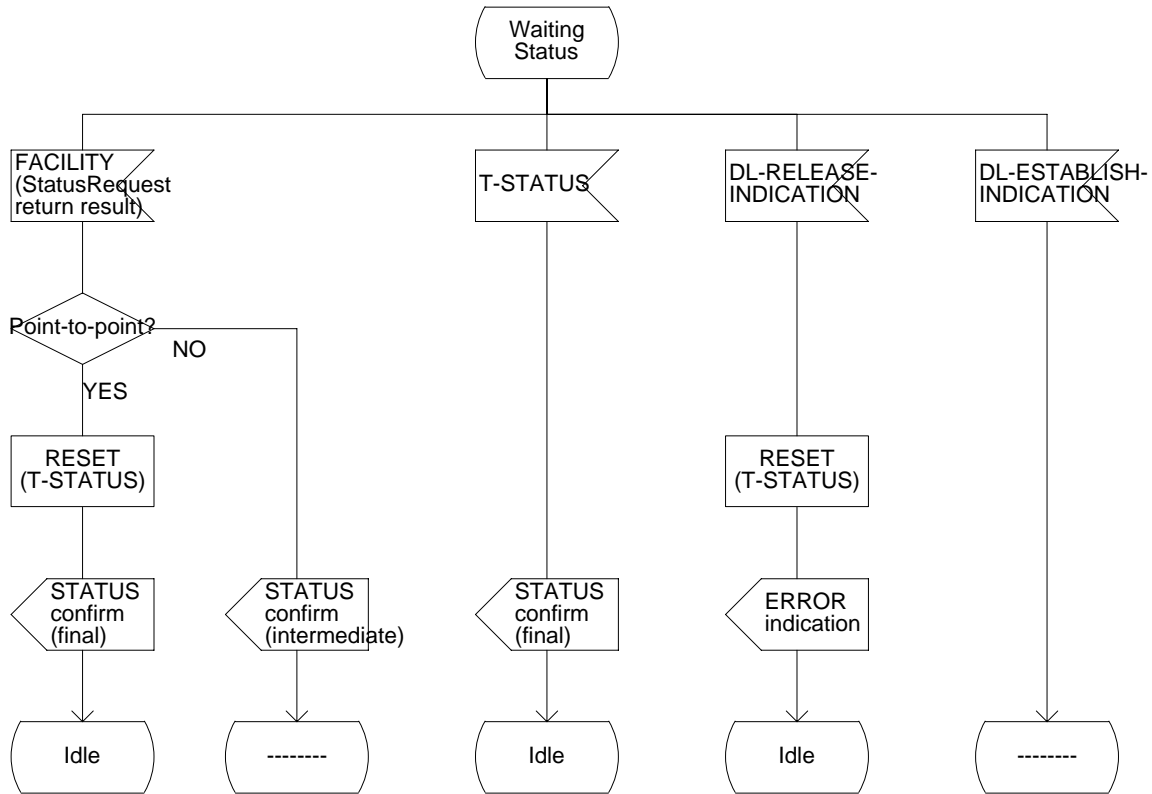 Waiting
Status
FACILITY
(StatusRequest
return result)
T-STATUS
DL-RELEASE-
INDICATION
DL-ESTABLISH-
INDICATION
Point-to-point?
NO
YES
RESET
(T-STATUS)
RESET
(T-STATUS)
STATUS
confirm
(final)
STATUS
confirm
(intermediate)
STATUS
confirm
(final)
ERROR
indication
Idle
--------
Idle
Idle
--------